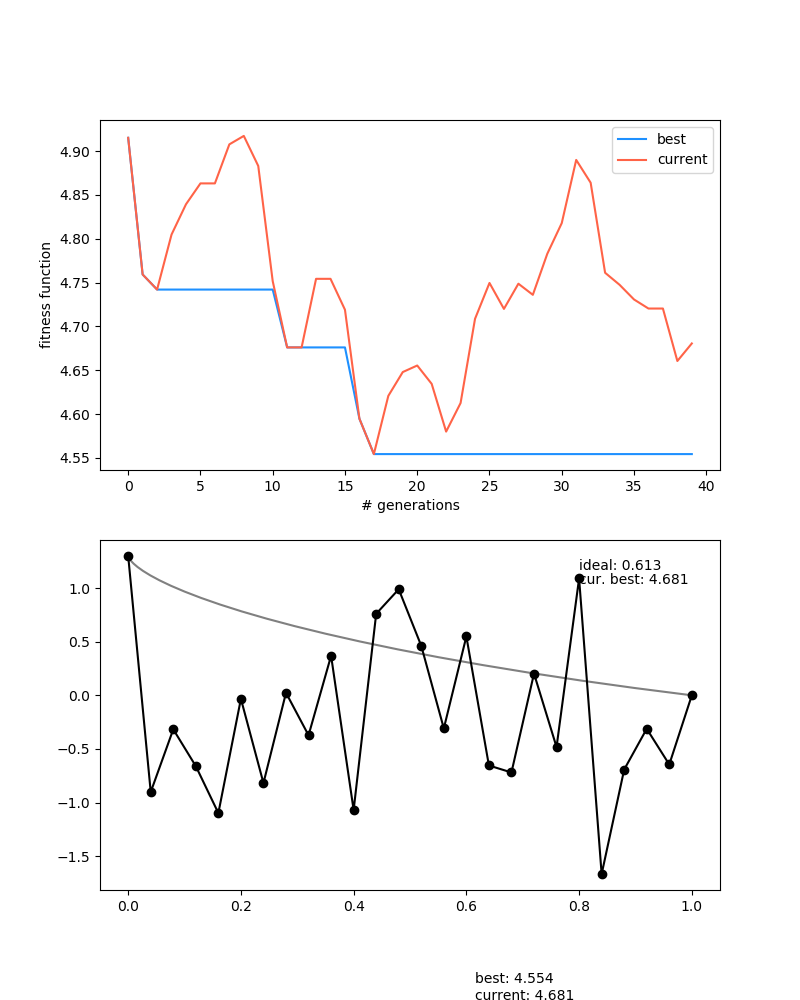 best
current
4.90
4.85
4.80
4.75
4.70
4.65
4.60
4.55
fitness function
0 5 10 15 20 25 30 35 40
# generations
ideal: 0.613
cur. best: 4.681
1.0
0.5
0.0
−0.5
−1.0
−1.5
0.0 0.2 0.4 0.6 0.8 1.0
best: 4.554
current: 4.681